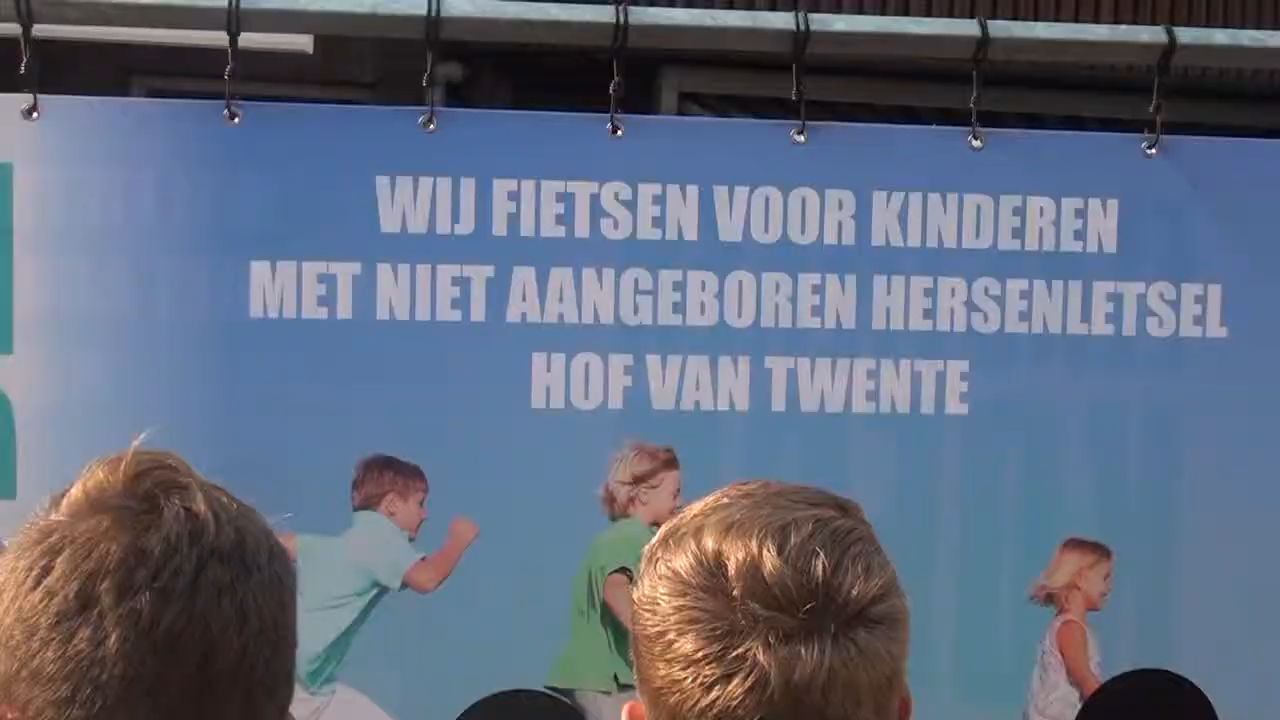 WIJ FIETSEN VOOR KINDEREN
MET NIET AANGEBOREN HERSENLETSEL
HOF VAN TWENTE